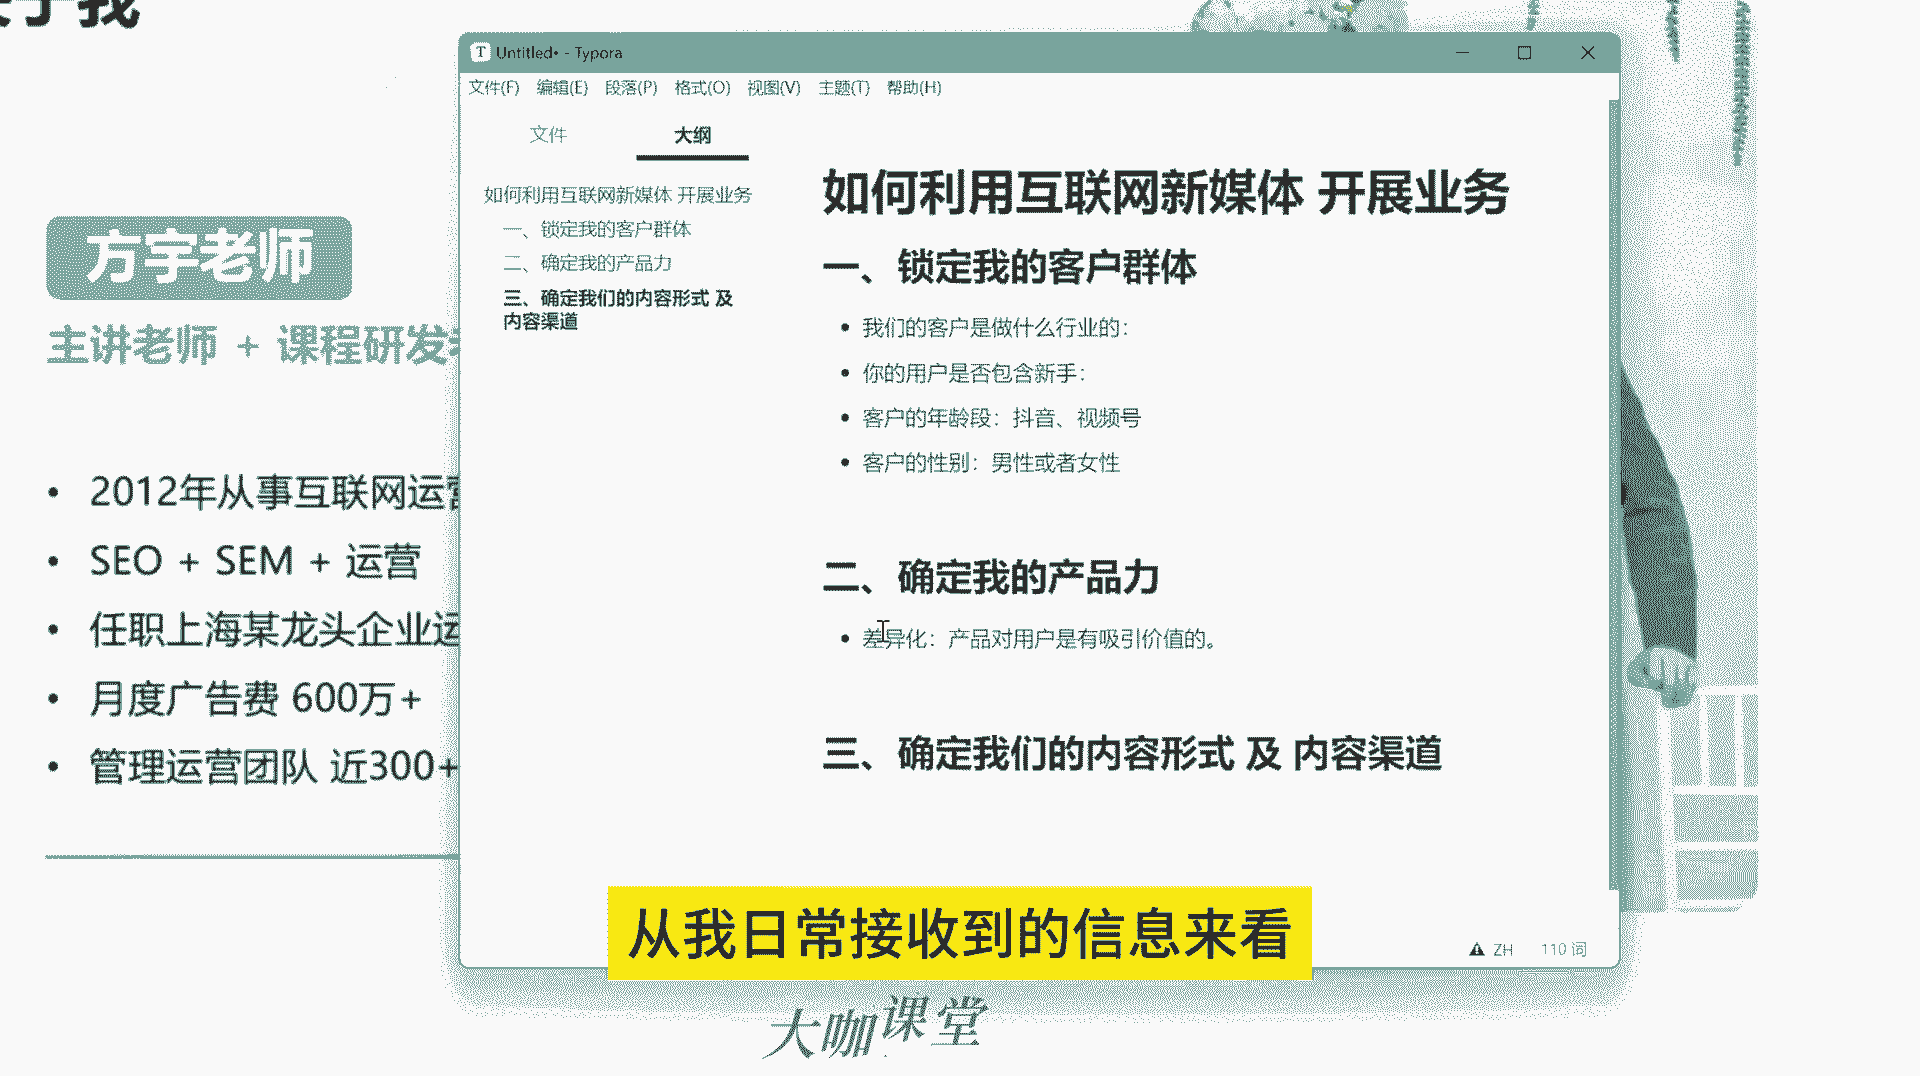 Untitled• - Typora
文件(F) 编辑(E) 段落(P) 格式(O) 视图(V) 主题(T) 帮助(H)
文件 大纲
如何利用互联网新媒体 开展业务
一、锁定我的客户群体
二、确定我的产品力
三、确定我们的内容形式 及
内容渠道
如何利用互联网新媒体 开展业务
一、锁定我的客户群体
我们的客户是做什么行业的:
你的用户是否包含新手:
客户的年龄段:抖音、视频号
客户的性别:男性或者女性
二、确定我的产品力
差异化:产品对用户是有吸引价值的。
三、确定我们的内容形式 及 内容渠道
ZH 110 词
方宇老师
主讲老师 + 课程研发
2012年从事互联网运营
SEO + SEM + 运营
任职上海某龙头企业运
月度广告费 600万+
管理运营团队 近300+
从我日常接收到的信息来看
大咖课堂